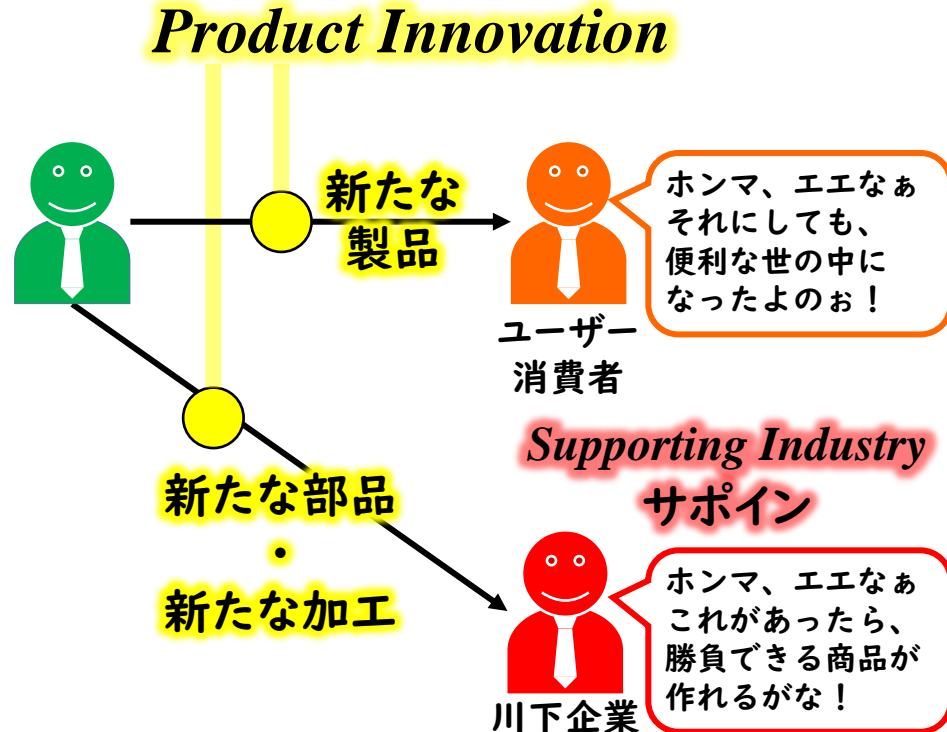 Product Innovation
新たな
製品
ホンマ、エエなぁ
それにしても、
便利な世の中に
なったよのぉ！
ユーザー
消費者
Supporting Industry
サポイン
新たな部品
・
新たな加工
ホンマ、エエなぁ
これがあったら、
勝負できる商品が
作れるがな！
川下企業